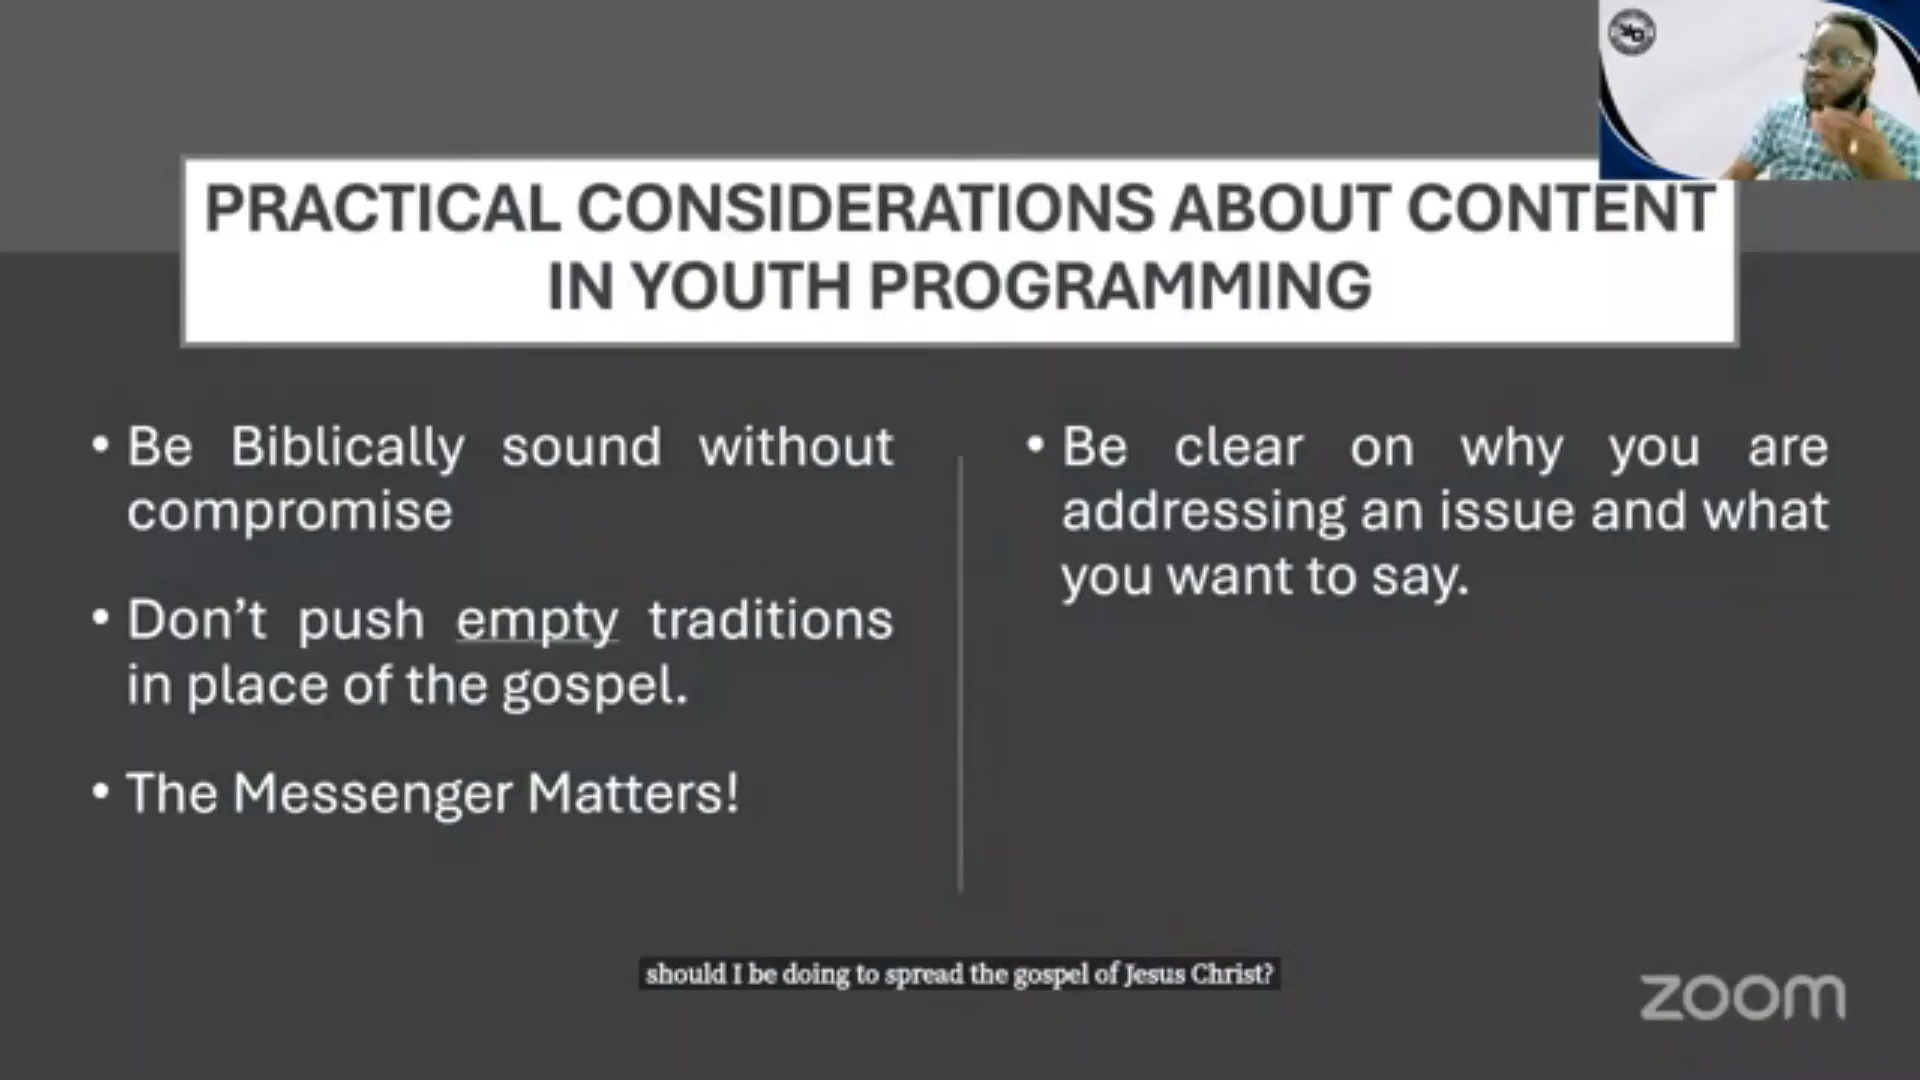 PRACTICAL CONSIDERATIONS ABOUT CONTENT
IN YOUTH PROGRAMMING
• Be Biblically sound without
compromise
• Don’t push empty traditions
in place of the gospel.
• The Messenger Matters!
• Be clear on why you are
addressing an issue and what
you want to say.
should I be doing to spread the gospel of Jesus Christ?
zoom